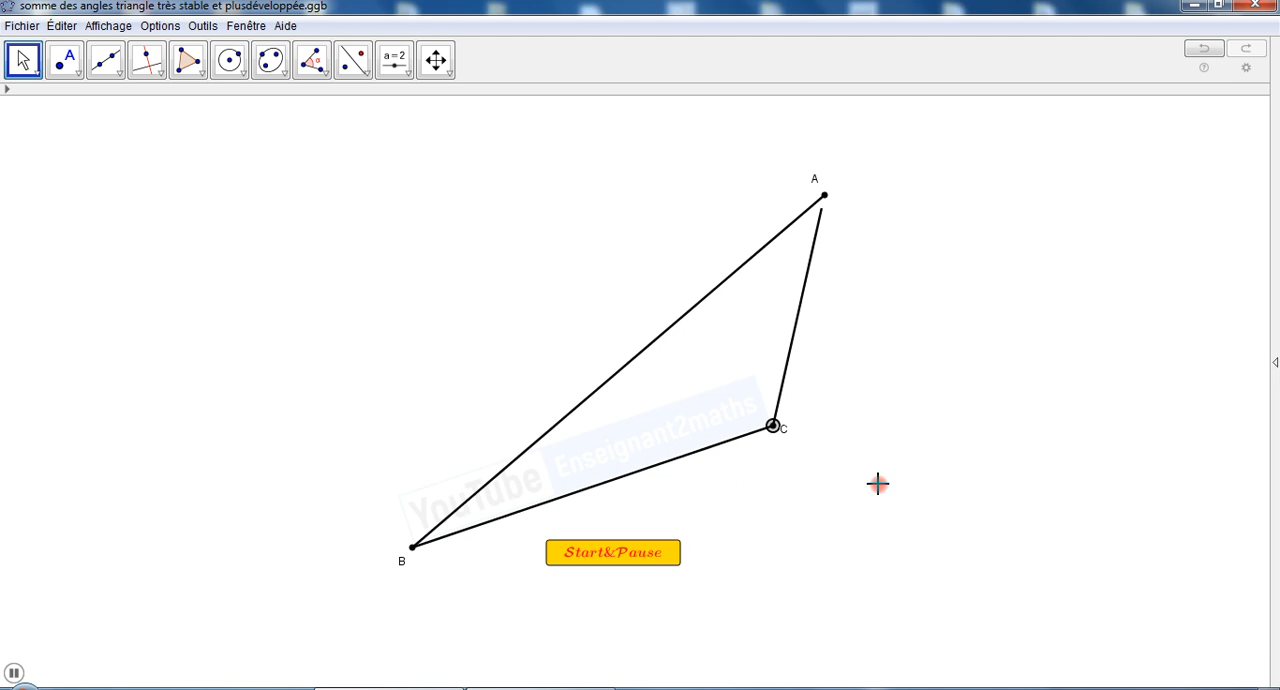 somme des angles triangle très stable et plusdéveloppée.ggb
Fichier Éditer Affichage Options Outils Fenêtre Aide
A
α
a=2
A
C
YouTube Enseignant2maths
B
Start&Pause